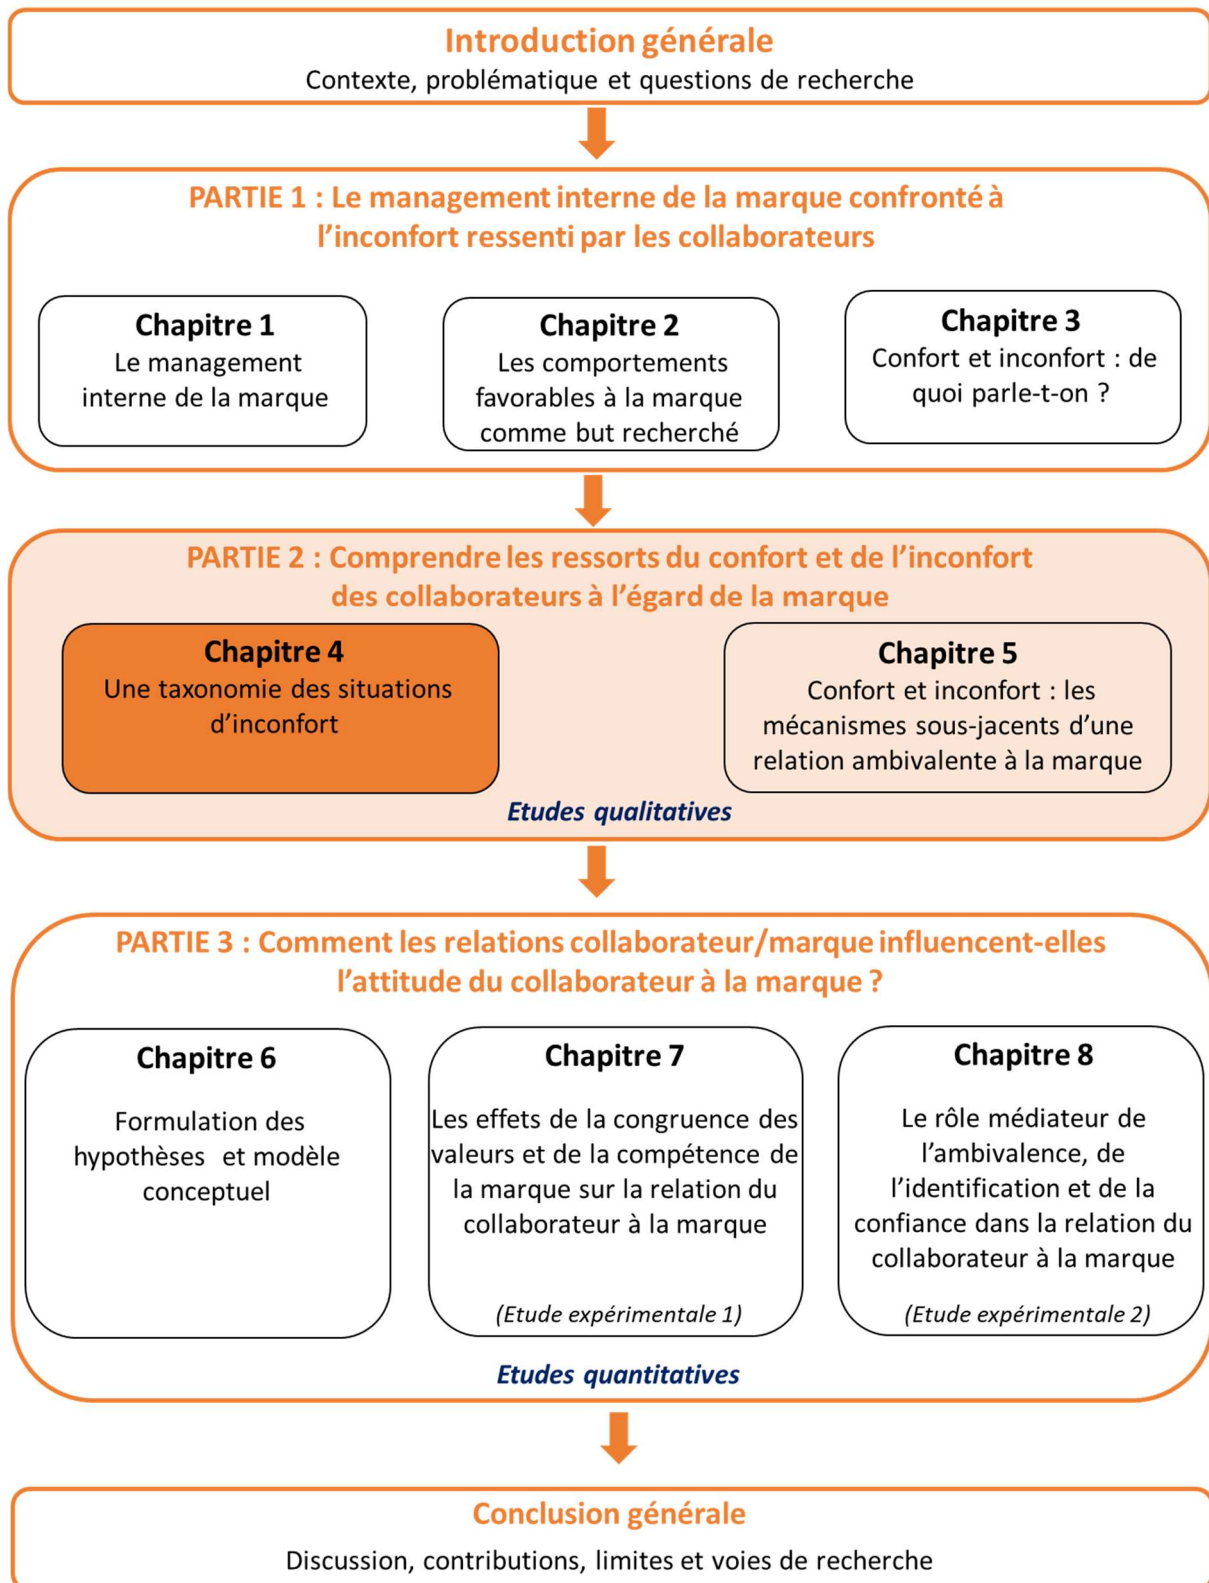 Introduction générale
Contexte, problématique et questions de recherche
PARTIE 1 : Le management interne de la marque confronté à
l’inconfort ressenti par les collaborateurs
Chapitre 1
Le management
interne de la marque
Chapitre 2
Les comportements
favorables à la marque
comme but recherché
Chapitre 3
Confort et inconfort : de
quoi parle-t-on ?
PARTIE 2 : Comprendre les ressorts du confort et de l’inconfort
des collaborateurs à l’égard de la marque
Chapitre 4
Une taxonomie des situations
d’inconfort
Chapitre 5
Confort et inconfort : les
mécanismes sous-jacents d’une
relation ambivalente à la marque
Etudes qualitatives
PARTIE 3 : Comment les relations collaborateur/marque influencent-elles
l’attitude du collaborateur à la marque ?
Chapitre 6
Formulation des
hypothèses et modèle
conceptuel
Chapitre 7
Les effets de la congruence des
valeurs et de la compétence de
la marque sur la relation du
collaborateur à la marque
(Etude expérimentale 1)
Chapitre 8
Le rôle médiateur de
l’ambivalence, de
l’identification et de la
confiance dans la relation du
collaborateur à la marque
(Etude expérimentale 2)
Etudes quantitatives
Conclusion générale
Discussion, contributions, limites et voies de recherche